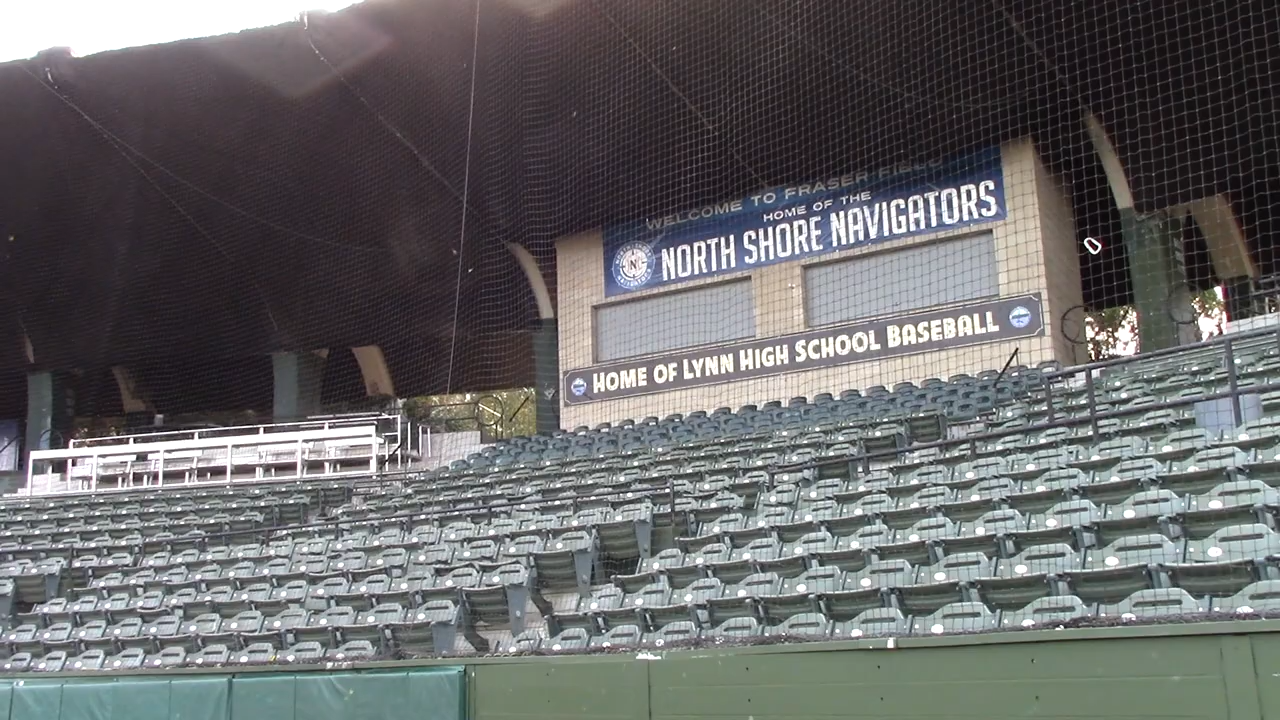 WELCOME TO FRASER FIELD
HOME OF THE
NORTH SHORE NAVIGATORS
HOME OF LYNN HIGH SCHOOL BASEBALL